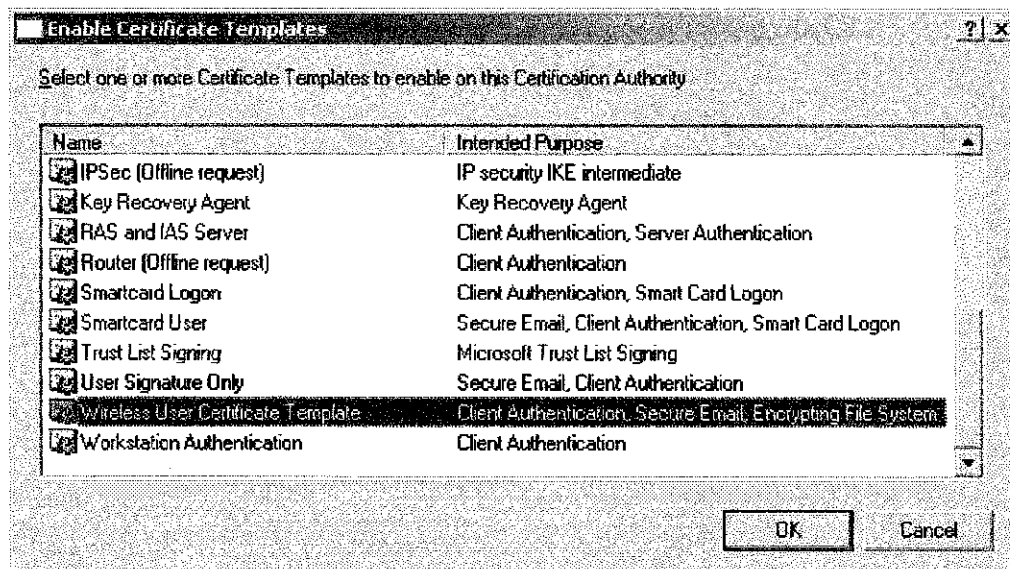 Enable Certificate Templates
Select one or more Certificate Templates to enable on this Certification Authority
Name Intended Purpose
IPSec (Offline request) IP security IKE intermediate
Key Recovery Agent Key Recovery Agent
RAS and IAS Server Client Authentication, Server Authentication
Router (Offline request) Client Authentication
Smartcard Logon Client Authentication, Smart Card Logon
Smartcard User Secure Email, Client Authentication, Smart Card Logon
Trust List Signing Microsoft Trust List Signing
User Signature Only Secure Email, Client Authentication
Wireless User Certificate Template Client Authentication, Secure Email, Encrypting File System
Workstation Authentication Client Authentication
OK Cancel